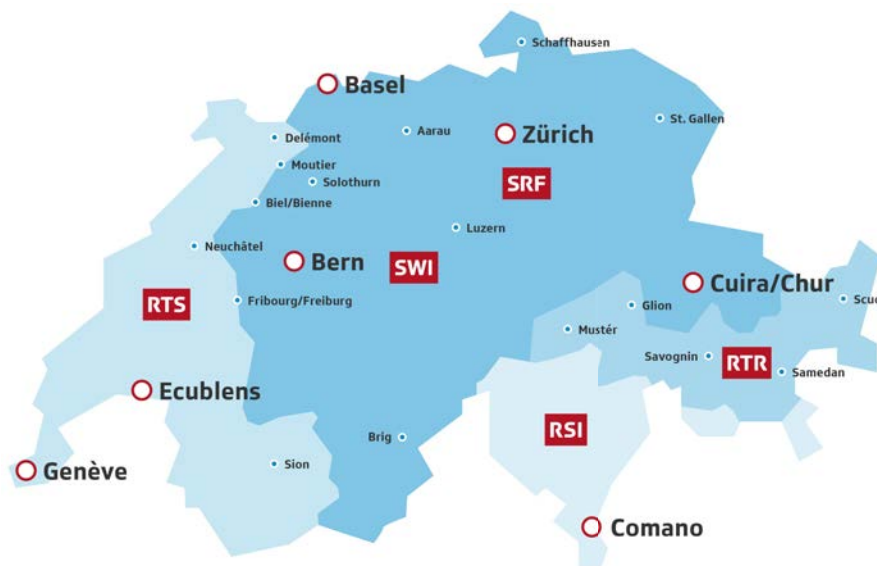 Schaffhausen
Basel
St. Gallen
Aarau
Zürich
Delémont
Moutier
Solothurn
SRF
Biel/Bienne
Luzern
Neuchâtel
Bern
SWI
Cuira/Chur
RTS
Fribourg/Freiburg
Glion
Mustér
Savognin
RTR
Samedan
Ecublens
RSI
Brig
Sion
Genève
Comano